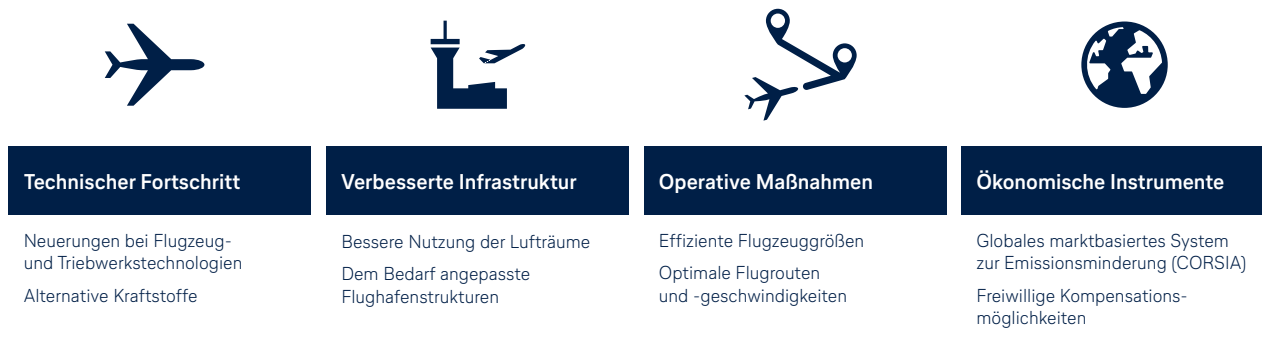 Technischer Fortschritt
Neuerungen bei Flugzeug-
und Triebwerkstechnologien
Alternative Kraftstoffe
Verbesserte Infrastruktur
Bessere Nutzung der Lufträume
Dem Bedarf angepasste
Flughafenstrukturen
Operative Maßnahmen
Effiziente Flugzeuggrößen
Optimale Flugrouten
und -geschwindigkeiten
Ökonomische Instrumente
Globales marktbasiertes System
zur Emissionsminderung (CORSIA)
Freiwillige Kompensations-
möglichkeiten